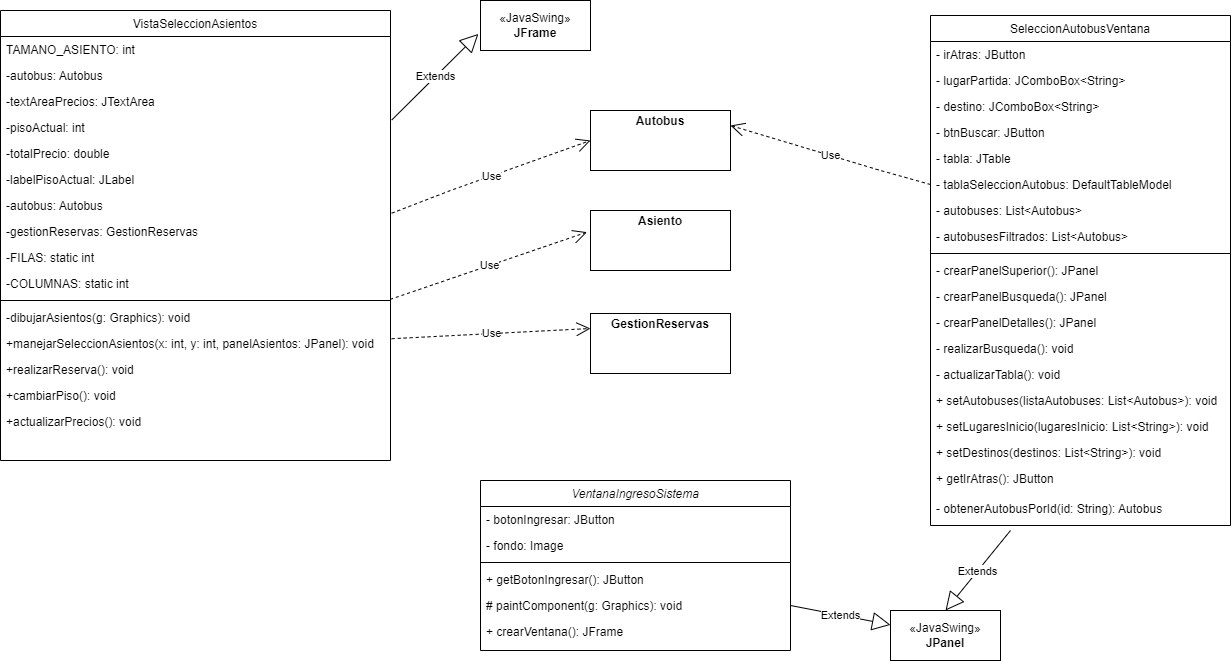 VistaSeleccionAsientos
TAMANO_ASIENTO: int
-autobus: Autobus
-textAreaPrecios: JTextArea
-pisoActual: int
-totalPrecio: double
-labelPisoActual: JLabel
-autobus: Autobus
-gestionReservas: GestionReservas
-FILAS: static int
-COLUMNAS: static int
-dibujarAsientos(g: Graphics): void
+manejarSeleccionAsientos(x: int, y: int, panelAsientos: JPanel): void
+realizarReserva(): void
+cambiarPiso(): void
+actualizarPrecios(): void
«JavaSwing»
JFrame
Extends
Autobus
Use
Asiento
Use
GestionReservas
Use
Use
SeleccionAutobusVentana
- irAtras: JButton
- lugarPartida: JComboBox<String>
- destino: JComboBox<String>
- btnBuscar: JButton
- tabla: JTable
- tablaSeleccionAutobus: DefaultTableModel
- autobuses: List<Autobus>
- autobusesFiltrados: List<Autobus>
- crearPanelSuperior(): JPanel
- crearPanelBusqueda(): JPanel
- crearPanelDetalles(): JPanel
- realizarBusqueda(): void
- actualizarTabla(): void
+ setAutobuses(listaAutobuses: List<Autobus>): void
+ setLugaresInicio(lugaresInicio: List<String>): void
+ setDestinos(destinos: List<String>): void
+ getIrAtras(): JButton
- obtenerAutobusPorId(id: String): Autobus
VentanaIngresoSistema
- botonIngresar: JButton
- fondo: Image
+ getBotonIngresar(): JButton
# paintComponent(g: Graphics): void
+ crearVentana(): JFrame
Extends
Extends
«JavaSwing»
JPanel